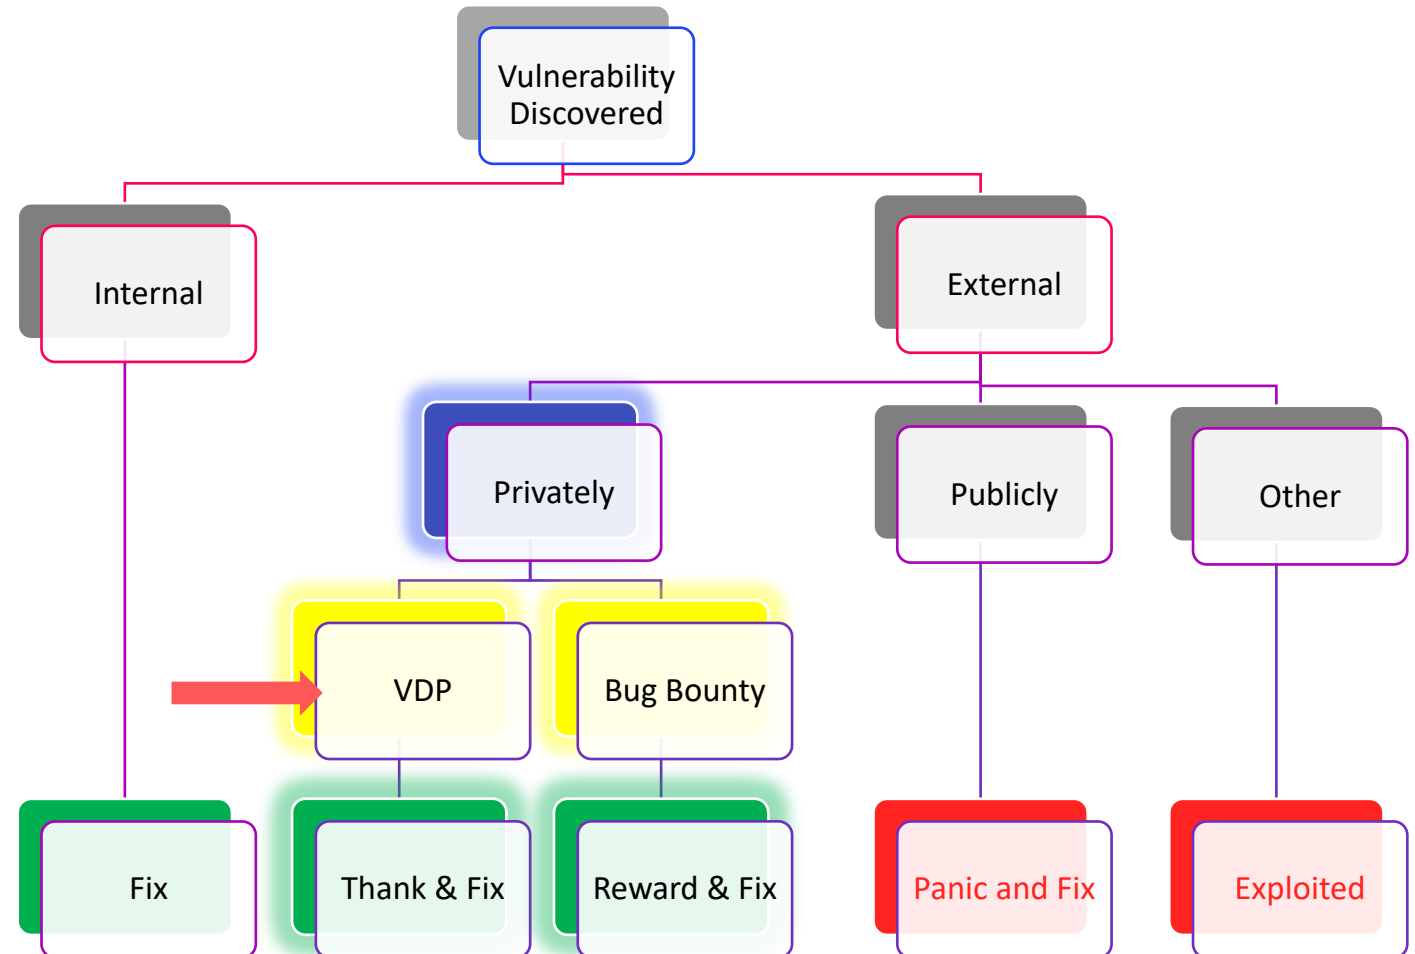 Vulnerability
Discovered
Internal
External
Privately
Publicly
Other
VDP
Bug Bounty
Fix
Thank & Fix
Reward & Fix
Panic and Fix
Exploited